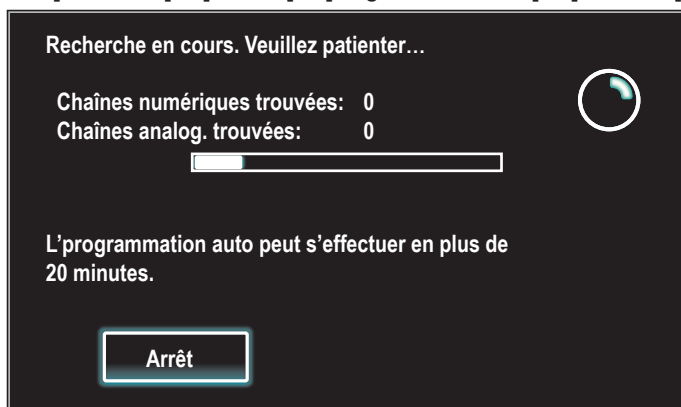 Recherche en cours. Veuillez patienter…
Chaînes numériques trouvées: 0
Chaînes analog. trouvées: 0
L'programmation auto peut s'effectuer en plus de
20 minutes.
Arrêt